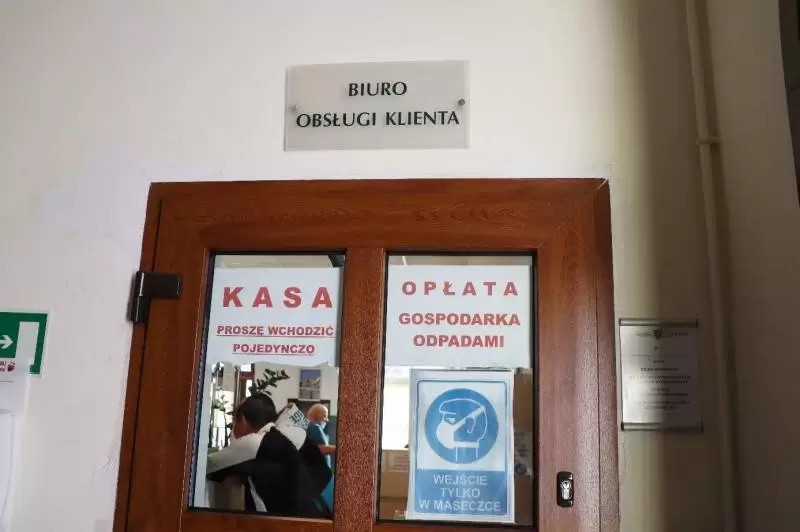 BIURO
OBSŁUGI KLIENTA
KASA
PROSZĘ WCHODZIĆ
POJEDYNCZO
OPŁATA
GOSPODARKA
ODPADAMI
WEJŚCIE
TYLKO
W MASECZCE